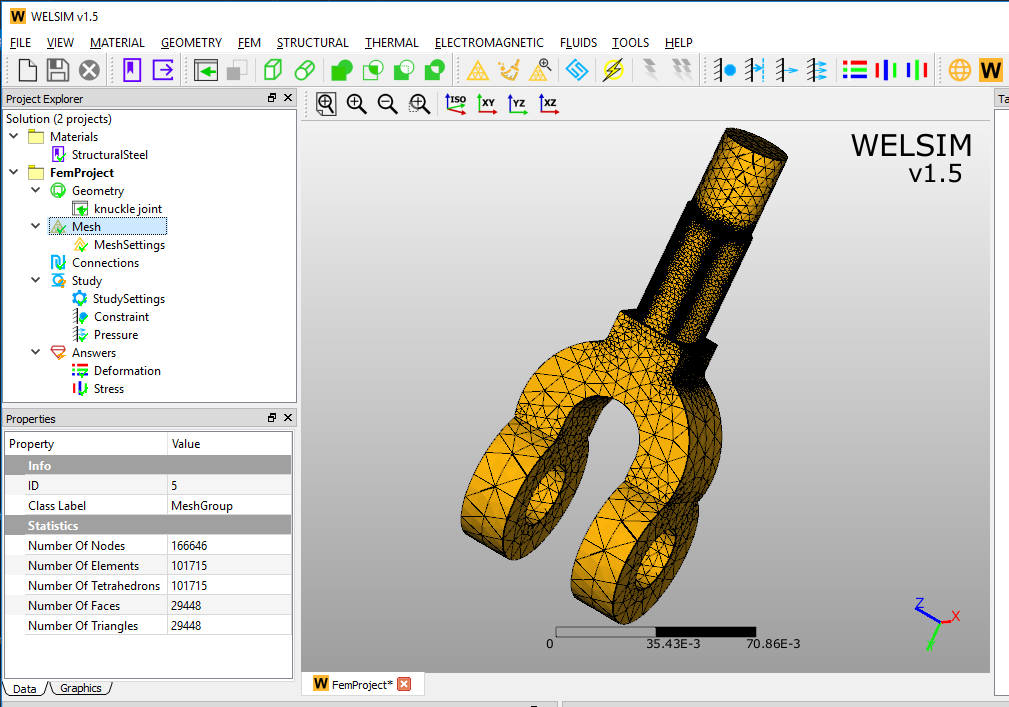 W WELSIM v1.5
FILE VIEW MATERIAL GEOMETRY FEM STRUCTURAL THERMAL ELECTROMAGNETIC FLUIDS TOOLS HELP
W
Project Explorer
Solution (2 projects)
Materials
StructuralSteel
FemProject
Geometry
knuckle.joint
Mesh
MeshSettings
Connections
Study
StudySettings
Constraint
Pressure
Answers
Deformation
Stress
Properties
Property Value
Info
ID 5
Class Label MeshGroup
Statistics
Number Of Nodes 166646
Number Of Elements 101715
Number Of Tetrahedrons 101715
Number Of Faces 29448
Number Of Triangles 29448
Data Graphics
ISO XY YZ XZ
Ta
WELSIM
v1.5
Z X
0 35.43E-3 70.86E-3
W FemProject*